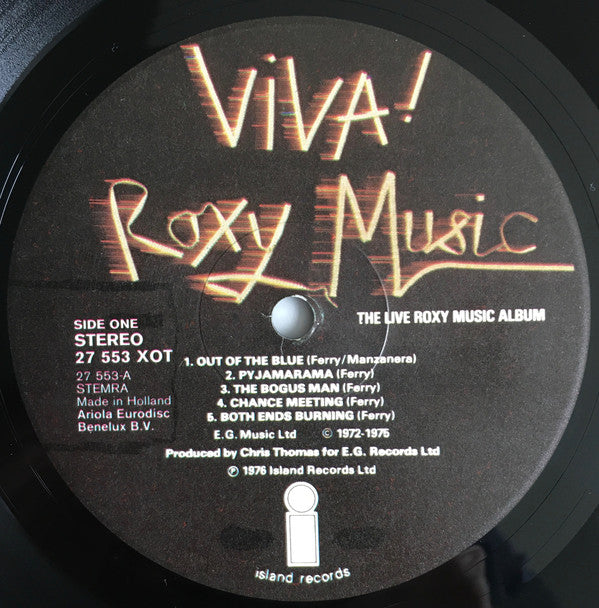 ViVA!
Roxy Music
THE LIVE ROXY MUSIC ALBUM
SIDE ONE
STEREO
27 553 XOT
27 553-A
STEMRA
Made in Holland
Ariola Eurodisc
Benelux B.V.
1. OUT OF THE BLUE (Ferry/Manzanera)
2. PYJAMARAMA (Ferry)
3. THE BOGUS MAN (Ferry)
4. CHANCE MEETING (Ferry)
5. BOTH ENDS BURNING (Ferry)
E.G. Music Ltd © 1972-1975
Produced by Chris Thomas for E.G. Records Ltd
℗ 1976 Island Records Ltd
i
island records